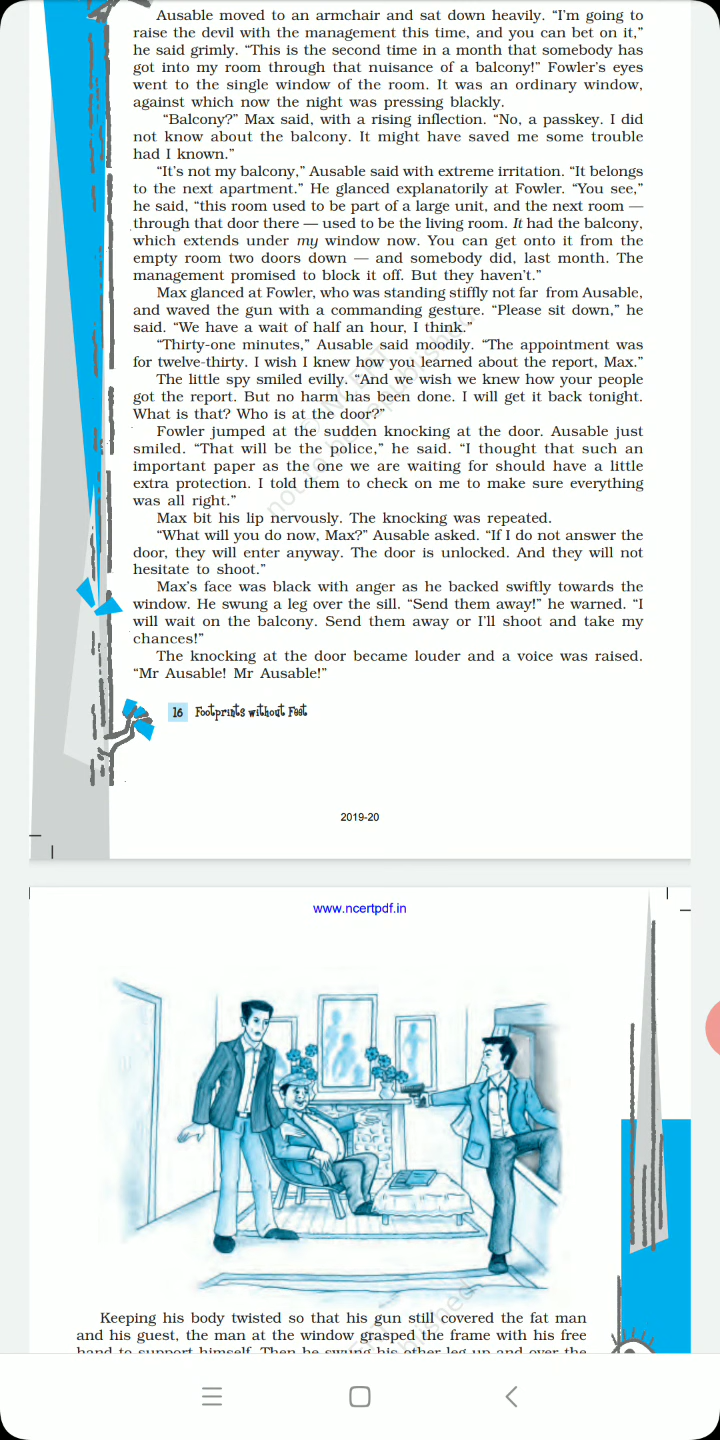 Ausable moved to an armchair and sat down heavily. “I'm going to
raise the devil with the management this time, and you can bet on it,”
he said grimly. “This is the second time in a month that somebody has
got into my room through that nuisance of a balcony!” Fowler's eyes
went to the single window of the room. It was an ordinary window,
against which now the night was pressing blackly.
“Balcony?” Max said, with a rising inflection. “No, a passkey. I did
not know about the balcony. It might have saved me some trouble
had I known.”
“It's not my balcony,” Ausable said with extreme irritation. “It belongs
to the next apartment.” He glanced explanatorily at Fowler. “You see,”
he said, “this room used to be part of a large unit, and the next room —
through that door there — used to be the living room. It had the balcony,
which extends under my window now. You can get onto it from the
empty room two doors down — and somebody did, last month. The
management promised to block it off. But they haven't.”
Max glanced at Fowler, who was standing stiffly not far from Ausable,
and waved the gun with a commanding gesture. “Please sit down,” he
said. “We have a wait of half an hour, I think.”
“Thirty-one minutes,” Ausable said moodily. “The appointment was
for twelve-thirty. I wish I knew how you learned about the report, Max.”
The little spy smiled evilly. “And we wish we knew how your people
got the report. But no harm has been done. I will get it back tonight.
What is that? Who is at the door?”
Fowler jumped at the sudden knocking at the door. Ausable just
smiled. “That will be the police,” he said. “I thought that such an
important paper as the one we are waiting for should have a little
extra protection. I told them to check on me to make sure everything
was all right.”
Max bit his lip nervously. The knocking was repeated.
“What will you do now, Max?” Ausable asked. “If I do not answer the
door, they will enter anyway. The door is unlocked. And they will not
hesitate to shoot.”
Max's face was black with anger as he backed swiftly towards the
window. He swung a leg over the sill. “Send them away!” he warned. “I
will wait on the balcony. Send them away or I'll shoot and take my
chances!”
The knocking at the door became louder and a voice was raised.
“Mr Ausable! Mr Ausable!”
16 Footprints without Feet
2019-20
www.ncertpdf.in
Keeping his body twisted so that his gun still covered the fat man
and his guest, the man at the window grasped the frame with his free
hand to support himself. Then he swung his other leg up and over the